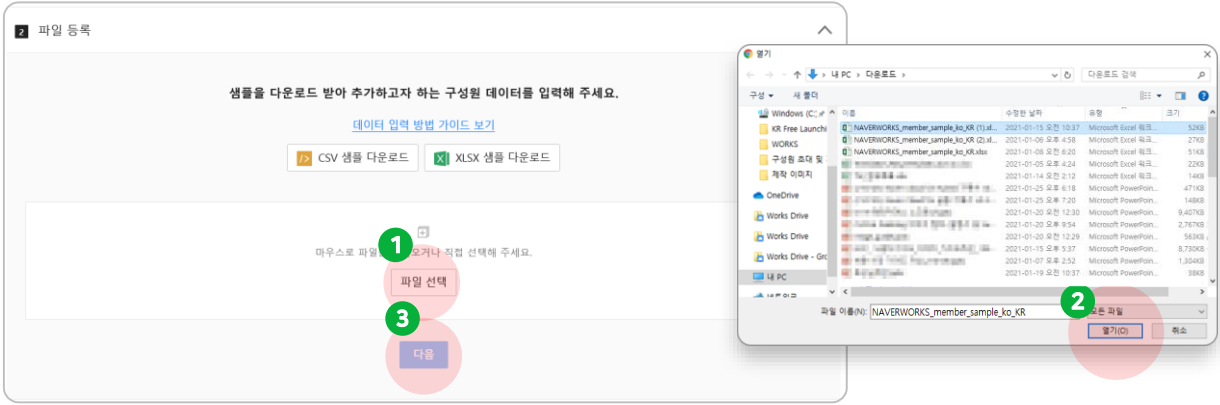 2 파일 등록
샘플을 다운로드 받아 추가하고자 하는 구성원 데이터를 입력해 주세요.
데이터 입력 방법 가이드 보기
CSV 샘플 다운로드 XLSX 샘플 다운로드
마우스로 파일 오거나 직접 선택해 주세요.
1
파일 선택
3
다음
열기
내 PC › 다운로드 ›
다운로드 검색
구성 새 폴더
Windows (C:
KR Free Launchi
WORKS
구성원 초대 및
제작 이미지
OneDrive
Works Drive
Works Drive
Works Drive - Grc
내 PC
이름 수정한 날짜 유형 크기
NAVERWORKS_member_sample_ko_KR (1).xl... 2021-01-15 오전 10:37 Microsoft Excel 워크... 52KB
NAVERWORKS_member_sample_ko_KR (2).xl... 2021-01-06 오후 4:58 Microsoft Excel 워크... 27KB
NAVERWORKS_member_sample_ko_KR.xlsx 2021-01-08 오전 6:20 Microsoft Excel 워크... 51KB
2021-01-05 오후 4:24 Microsoft Excel 워크... 22KB
2021-01-14 오전 2:12 Microsoft Excel 워크... 14KB
2021-01-25 오후 6:18 Microsoft PowerPoin... 471KB
2021-01-25 오후 7:20 Microsoft PowerPoin... 148KB
2021-01-20 오전 12:30 Microsoft PowerPoin... 9,407KB
2021-01-20 오후 9:54 Microsoft PowerPoin... 2,767KB
2021-01-20 오전 12:29 Microsoft PowerPoin... 563KB
2021-01-15 오후 5:37 Microsoft PowerPoin... 8,730KB
2021-01-07 오후 2:52 Microsoft PowerPoin... 1,304KB
2021-01-19 오전 10:37 Microsoft PowerPoin... 38KB
2
파일 이름(N): NAVERWORKS_member_sample_ko_KR 모든 파일
열기(O) 취소